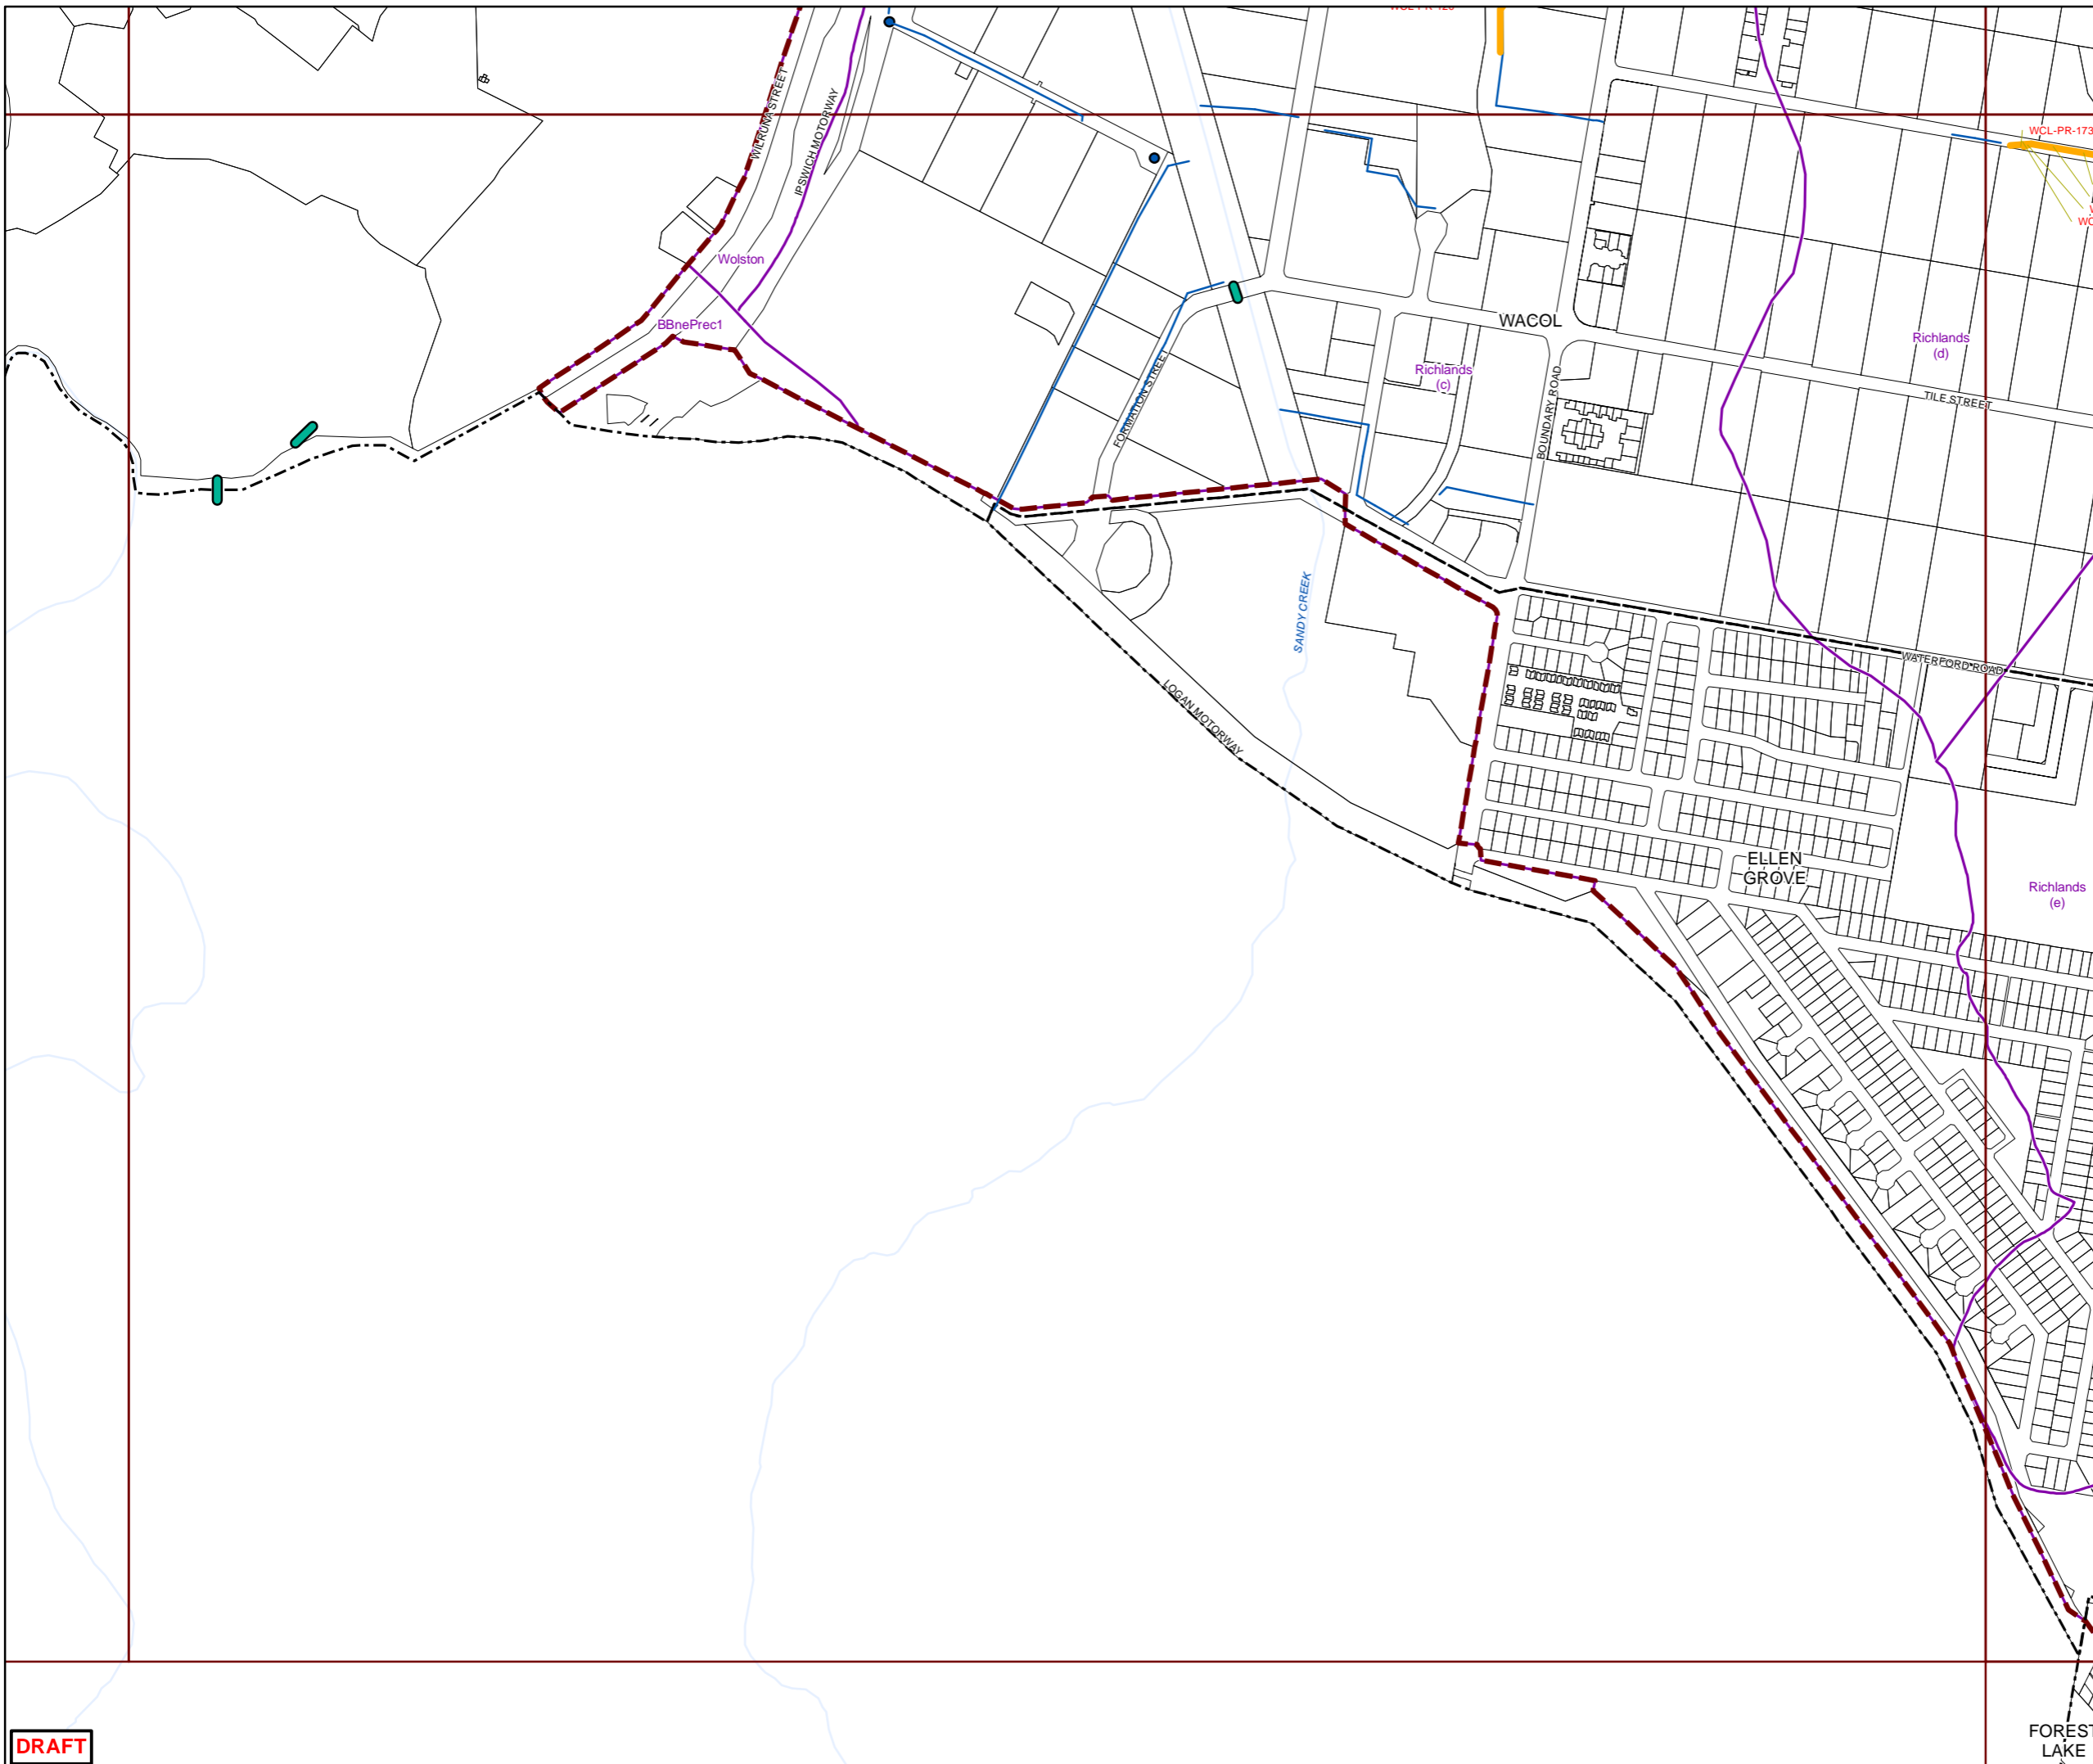 WCL-PR-173
WILRUNA STREET
IPSWICH MOTORWAY
Wolston
BBnePrec1
WACOL
Richlands
(d)
Richlands
(c)
FORMATION STREET
BOUNDARY ROAD
TILE STREET
SANDY CREEK
WATERFORD ROAD
LOGAN MOTORWAY
ELLEN
GROVE
Richlands
(e)
FOREST
LAKE
DRAFT